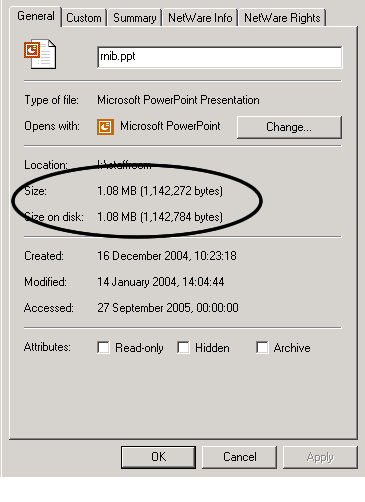 General Custom Summary NetWare Info NetWare Rights
rnib.ppt
Type of file: Microsoft PowerPoint Presentation
Opens with: Microsoft PowerPoint Change...
Location: I:\staffroom
Size: 1.08 MB (1,142,272 bytes)
Size on disk: 1.08 MB (1,142,784 bytes)
Created: 16 December 2004, 10:23:18
Modified: 14 January 2004, 14:04:44
Accessed: 27 September 2005, 00:00:00
Attributes: Read-only Hidden Archive
OK Cancel Apply